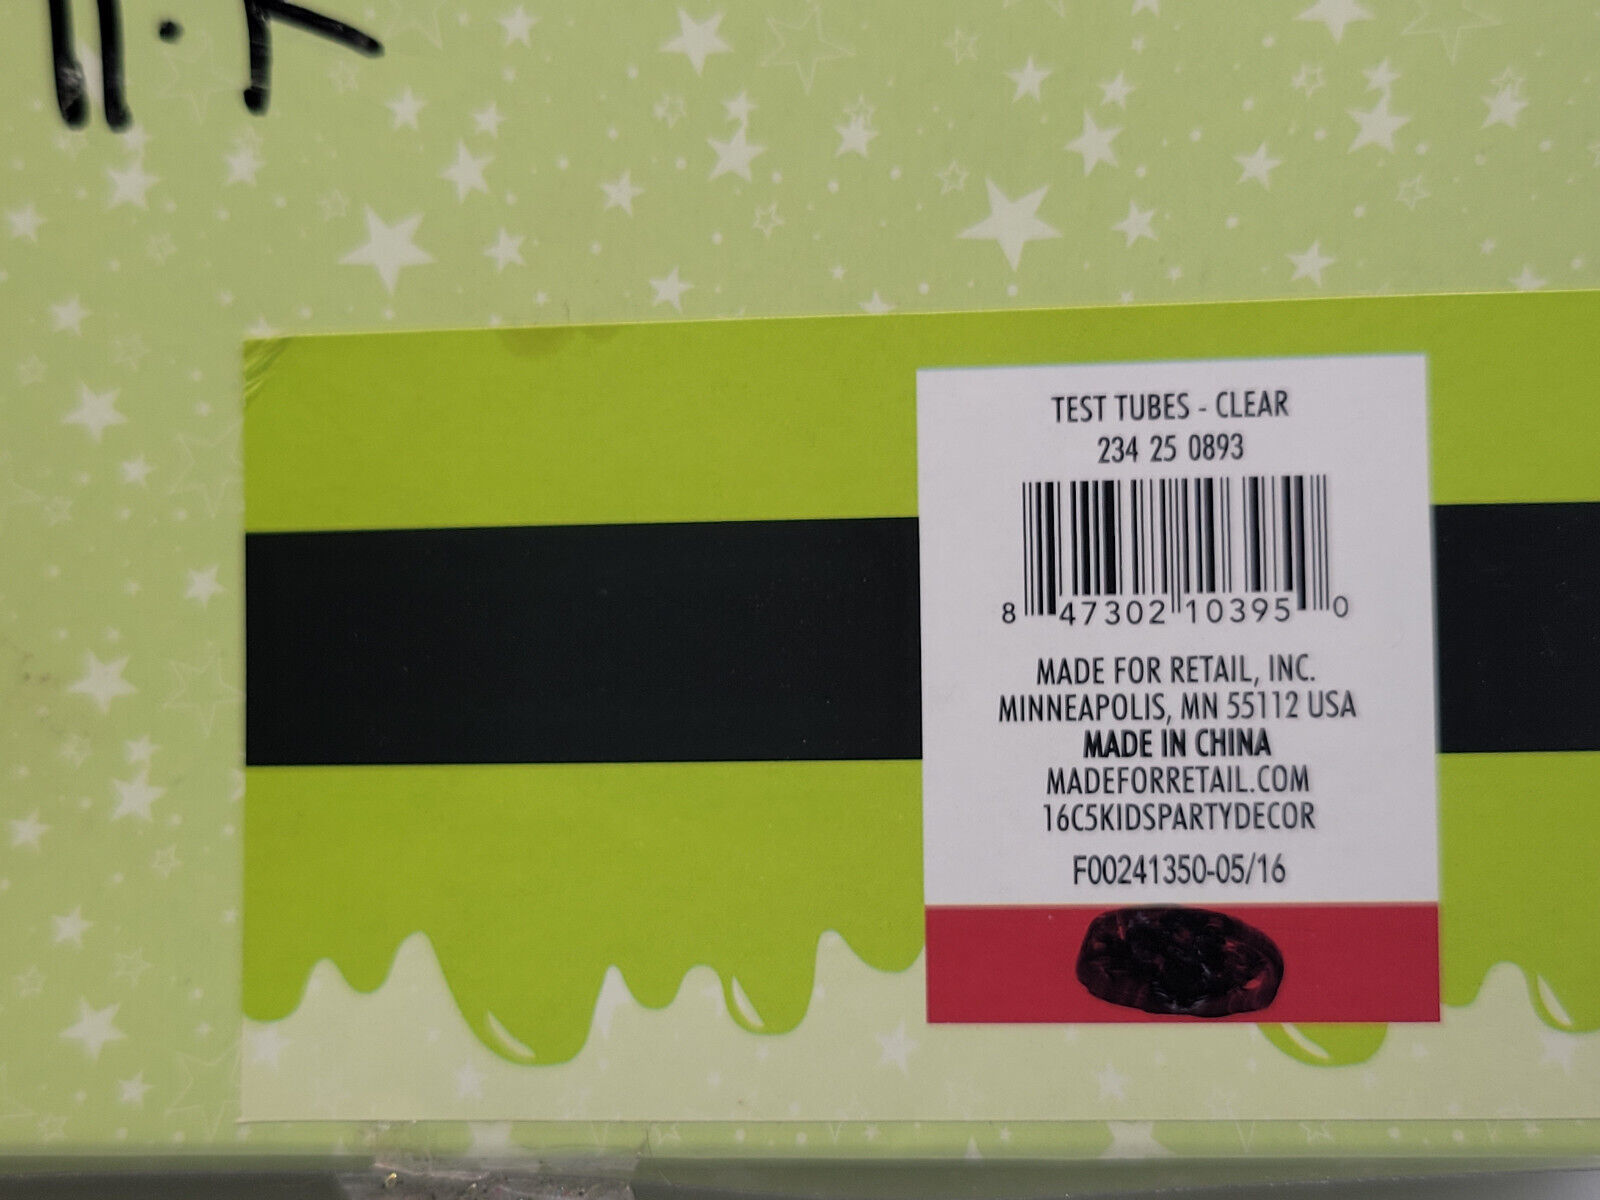 TEST TUBES - CLEAR
234 25 0893
8 47302 10395 0
MADE FOR RETAIL, INC.
MINNEAPOLIS, MN 55112 USA
MADE IN CHINA
MADEFORRETAIL.COM
16C5KIDSPARTYDECOR
F00241350-05/16